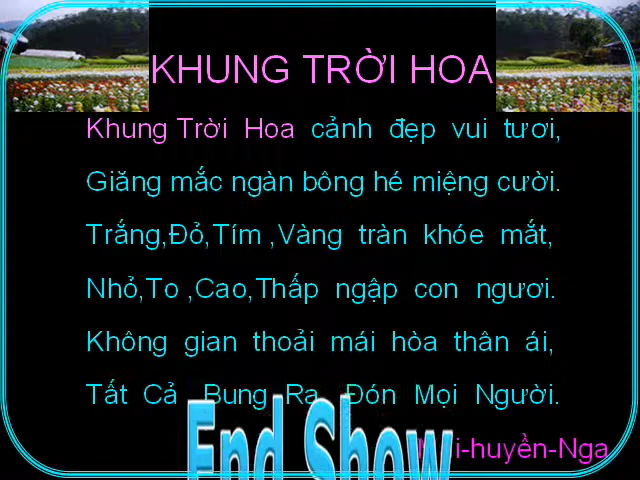 KHUNG TRỜI HOA
Khung Trời Hoa cảnh đẹp vui tươi,
Giăng mắc ngàn bông hé miệng cười.
Trắng,Đỏ,Tím ,Vàng tràn khóe mắt,
Nhỏ,To ,Cao,Thấp ngập con ngươi.
Không gian thoải mái hòa thân ái,
Tất Cả Bung Ra Đón Mọi Người.
End Show
-huyền-Nga